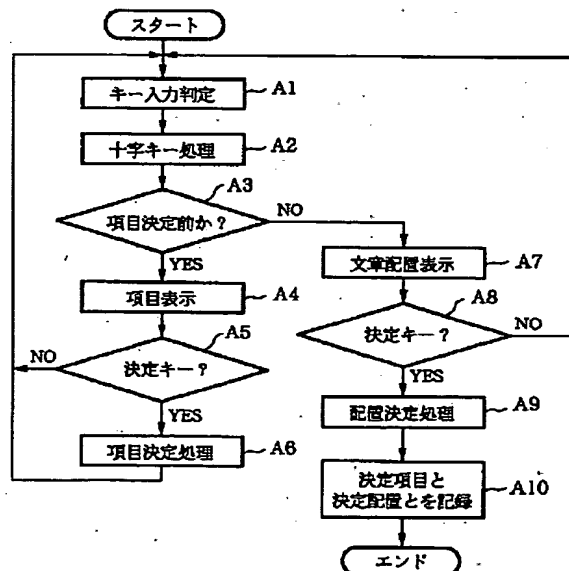 スタート
キー入力判定
A1
十字キー処理
A2
A3
項目決定前か？
NO
YES
項目表示
A4
A5
NO
決定キー？
YES
項目決定処理
A6
文章配置表示
A7
A8
決定キー？
NO
YES
配置決定処理
A9
決定項目と
決定配置とを記録
A10
エンド